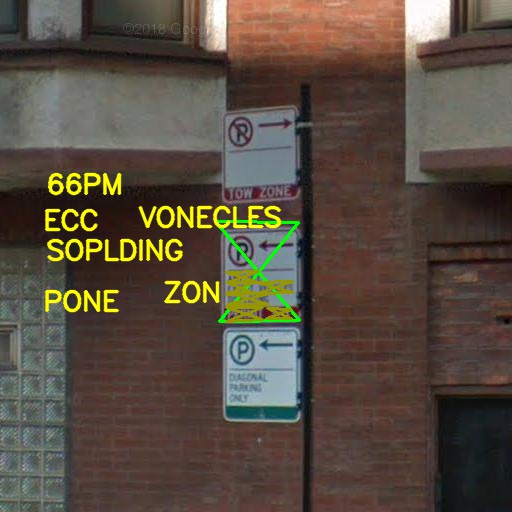 ©2018 Google
TOW ZONE
66PM
ECC VONECLES
SOPLDING
PONE ZON
P
DIAGONAL
PARKING
ONLY